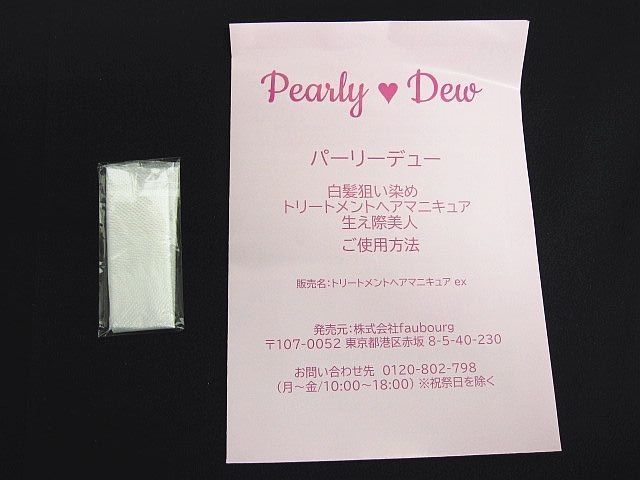 Pearly ♥ Dew
パーリーデュー
白髪狙い染め
トリートメントヘアマニキュア
生え際美人
ご使用方法
販売名：トリートメントヘアマニキュア ex
発売元：株式会社faubourg
〒107-0052 東京都港区赤坂 8-5-40-230
お問い合わせ先 0120-802-798
（月～金/10:00～18:00）※祝祭日を除く